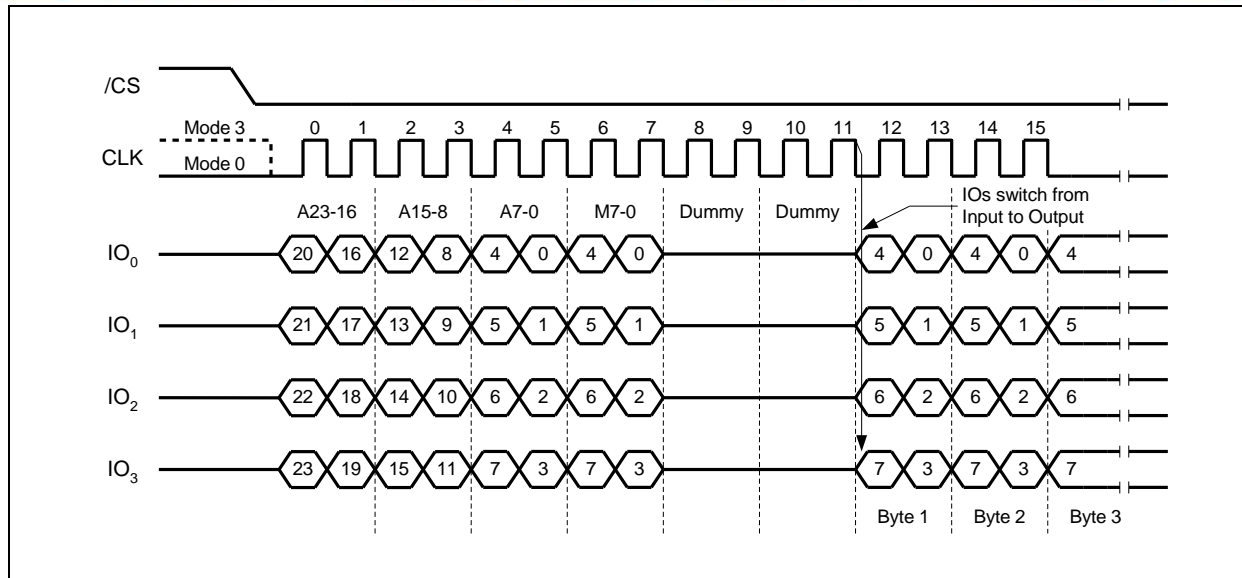 /CS
Mode 3 0 1 2 3 4 5 6 7 8 9 10 11 12 13 14 15
CLK
Mode 0
A23-16 A15-8 A7-0 M7-0 Dummy Dummy
IOs switch from
Input to Output
IO0 20 16 12 8 4 0 4 0 4 0 4 0 4
IO1 21 17 13 9 5 1 5 1 5 1 5 1 5
IO2 22 18 14 10 6 2 6 2 6 2 6 2 6
IO3 23 19 15 11 7 3 7 3 7 3 7 3 7
Byte 1 Byte 2 Byte 3